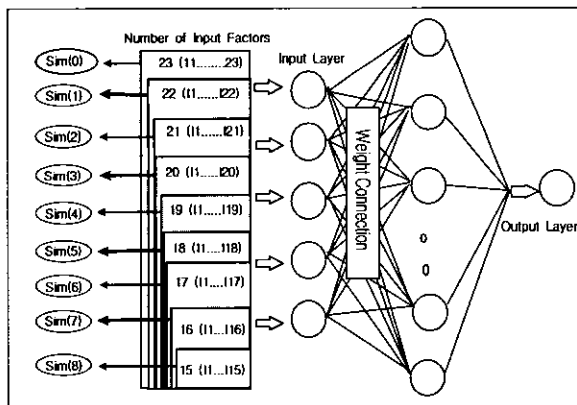 Number of Input Factors
Sim(0)
23 (I1.......I23)
Input Layer
Sim(1)
22 (I1......I22)
Sim(2)
21 (I1.....I21)
Sim(3)
20 (I1.....I20)
Sim(4)
19 (I1.....I19)
Sim(5)
18 (I1....I18)
Sim(6)
17 (I1....I17)
Sim(7)
16 (I1...I16)
Sim(8)
15 (I1...I15)
Weight Connection
Output Layer